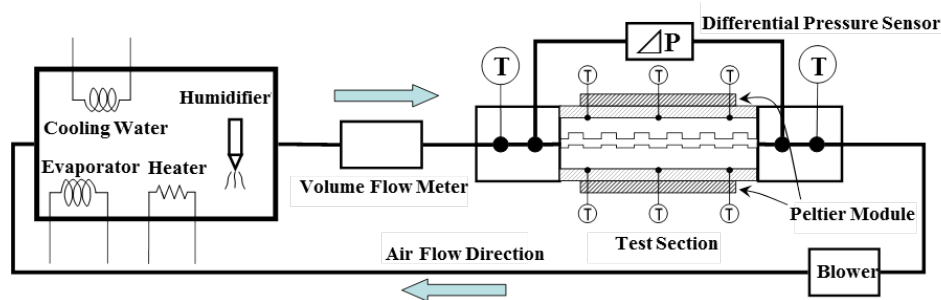 Differential Pressure Sensor
⊿P
T
T
T T T
Humidifier
Cooling Water
Evaporator
Heater
Volume Flow Meter
T T T
Peltier Module
Test Section
Air Flow Direction
Blower